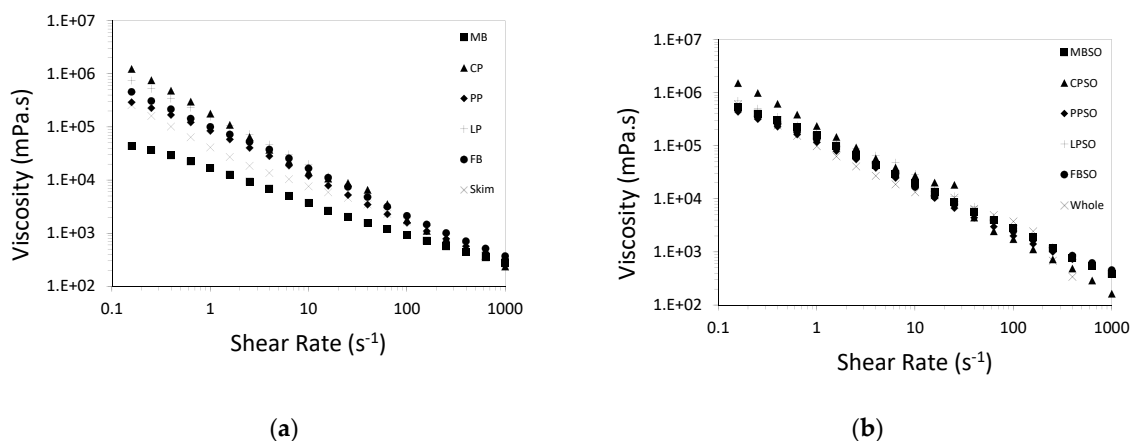 1.E+07
1.E+06
1.E+05
1.E+04
1.E+03
1.E+02
Viscosity (mPa.s)
0.1 1 10 100 1000
Shear Rate (s-1)
MB
CP
PP
LP
FB
Skim
(a)
1.E+07
1.E+06
1.E+05
1.E+04
1.E+03
1.E+02
Viscosity (mPa.s)
0.1 1 10 100 1000
Shear Rate (s-1)
MBSO
CPSO
PPSO
LPSO
FBSO
Whole
(b)